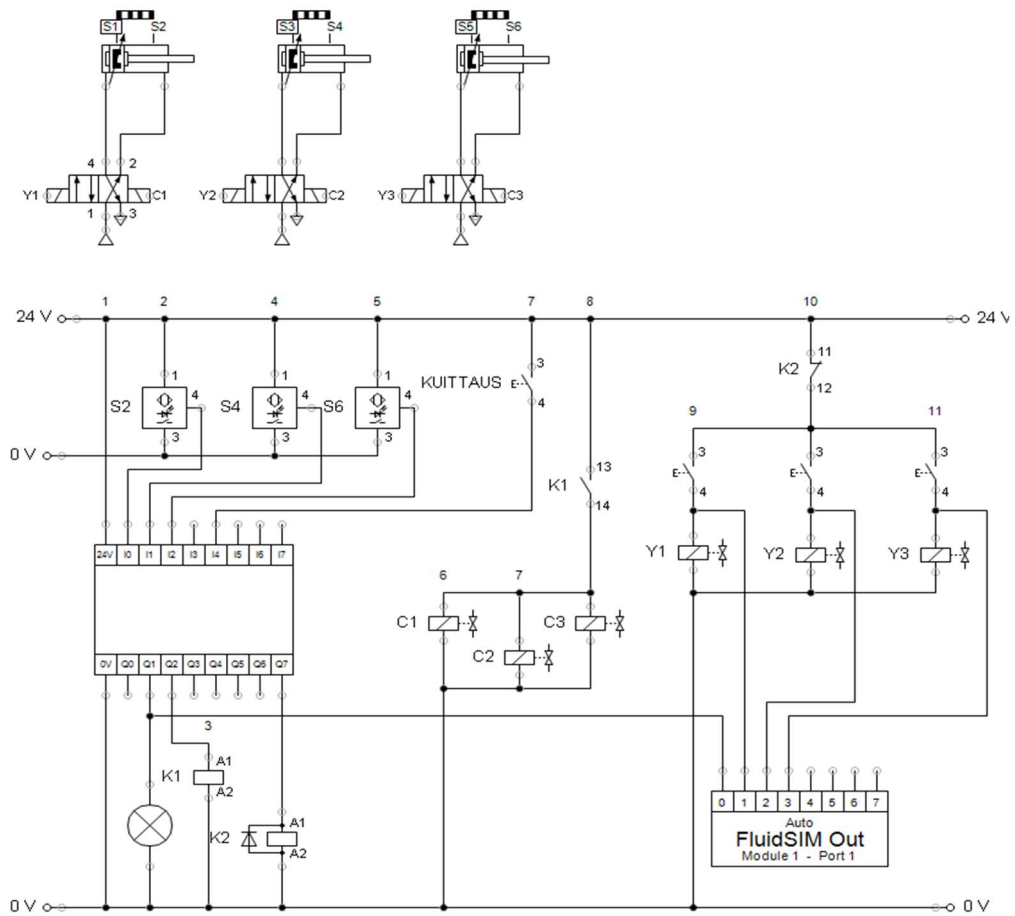 S1 S2 S3 S4 S5 S6
4 2
Y1 C1 Y2 C2 Y3 C3
1 3
1 2 4 5 7 8 10
24 V 24 V
1 1 1 3 11
S2 4 S4 4 S6 4 KUITTAUS K2
4 12
3 3 3 9 11
0 V
13 3 3 3
K1
14 4 4 4
24V I0 I1 I2 I3 I4 I5 I6 I7
Y1 Y2 Y3
6 7
C1 C3
C2
0V Q0 Q1 Q2 Q3 Q4 Q5 Q6 Q7
3
A1
K1
A2
0 1 2 3 4 5 6 7
Auto
FluidSIM Out
Module 1 - Port 1
A1
K2
A2
0 V 0 V